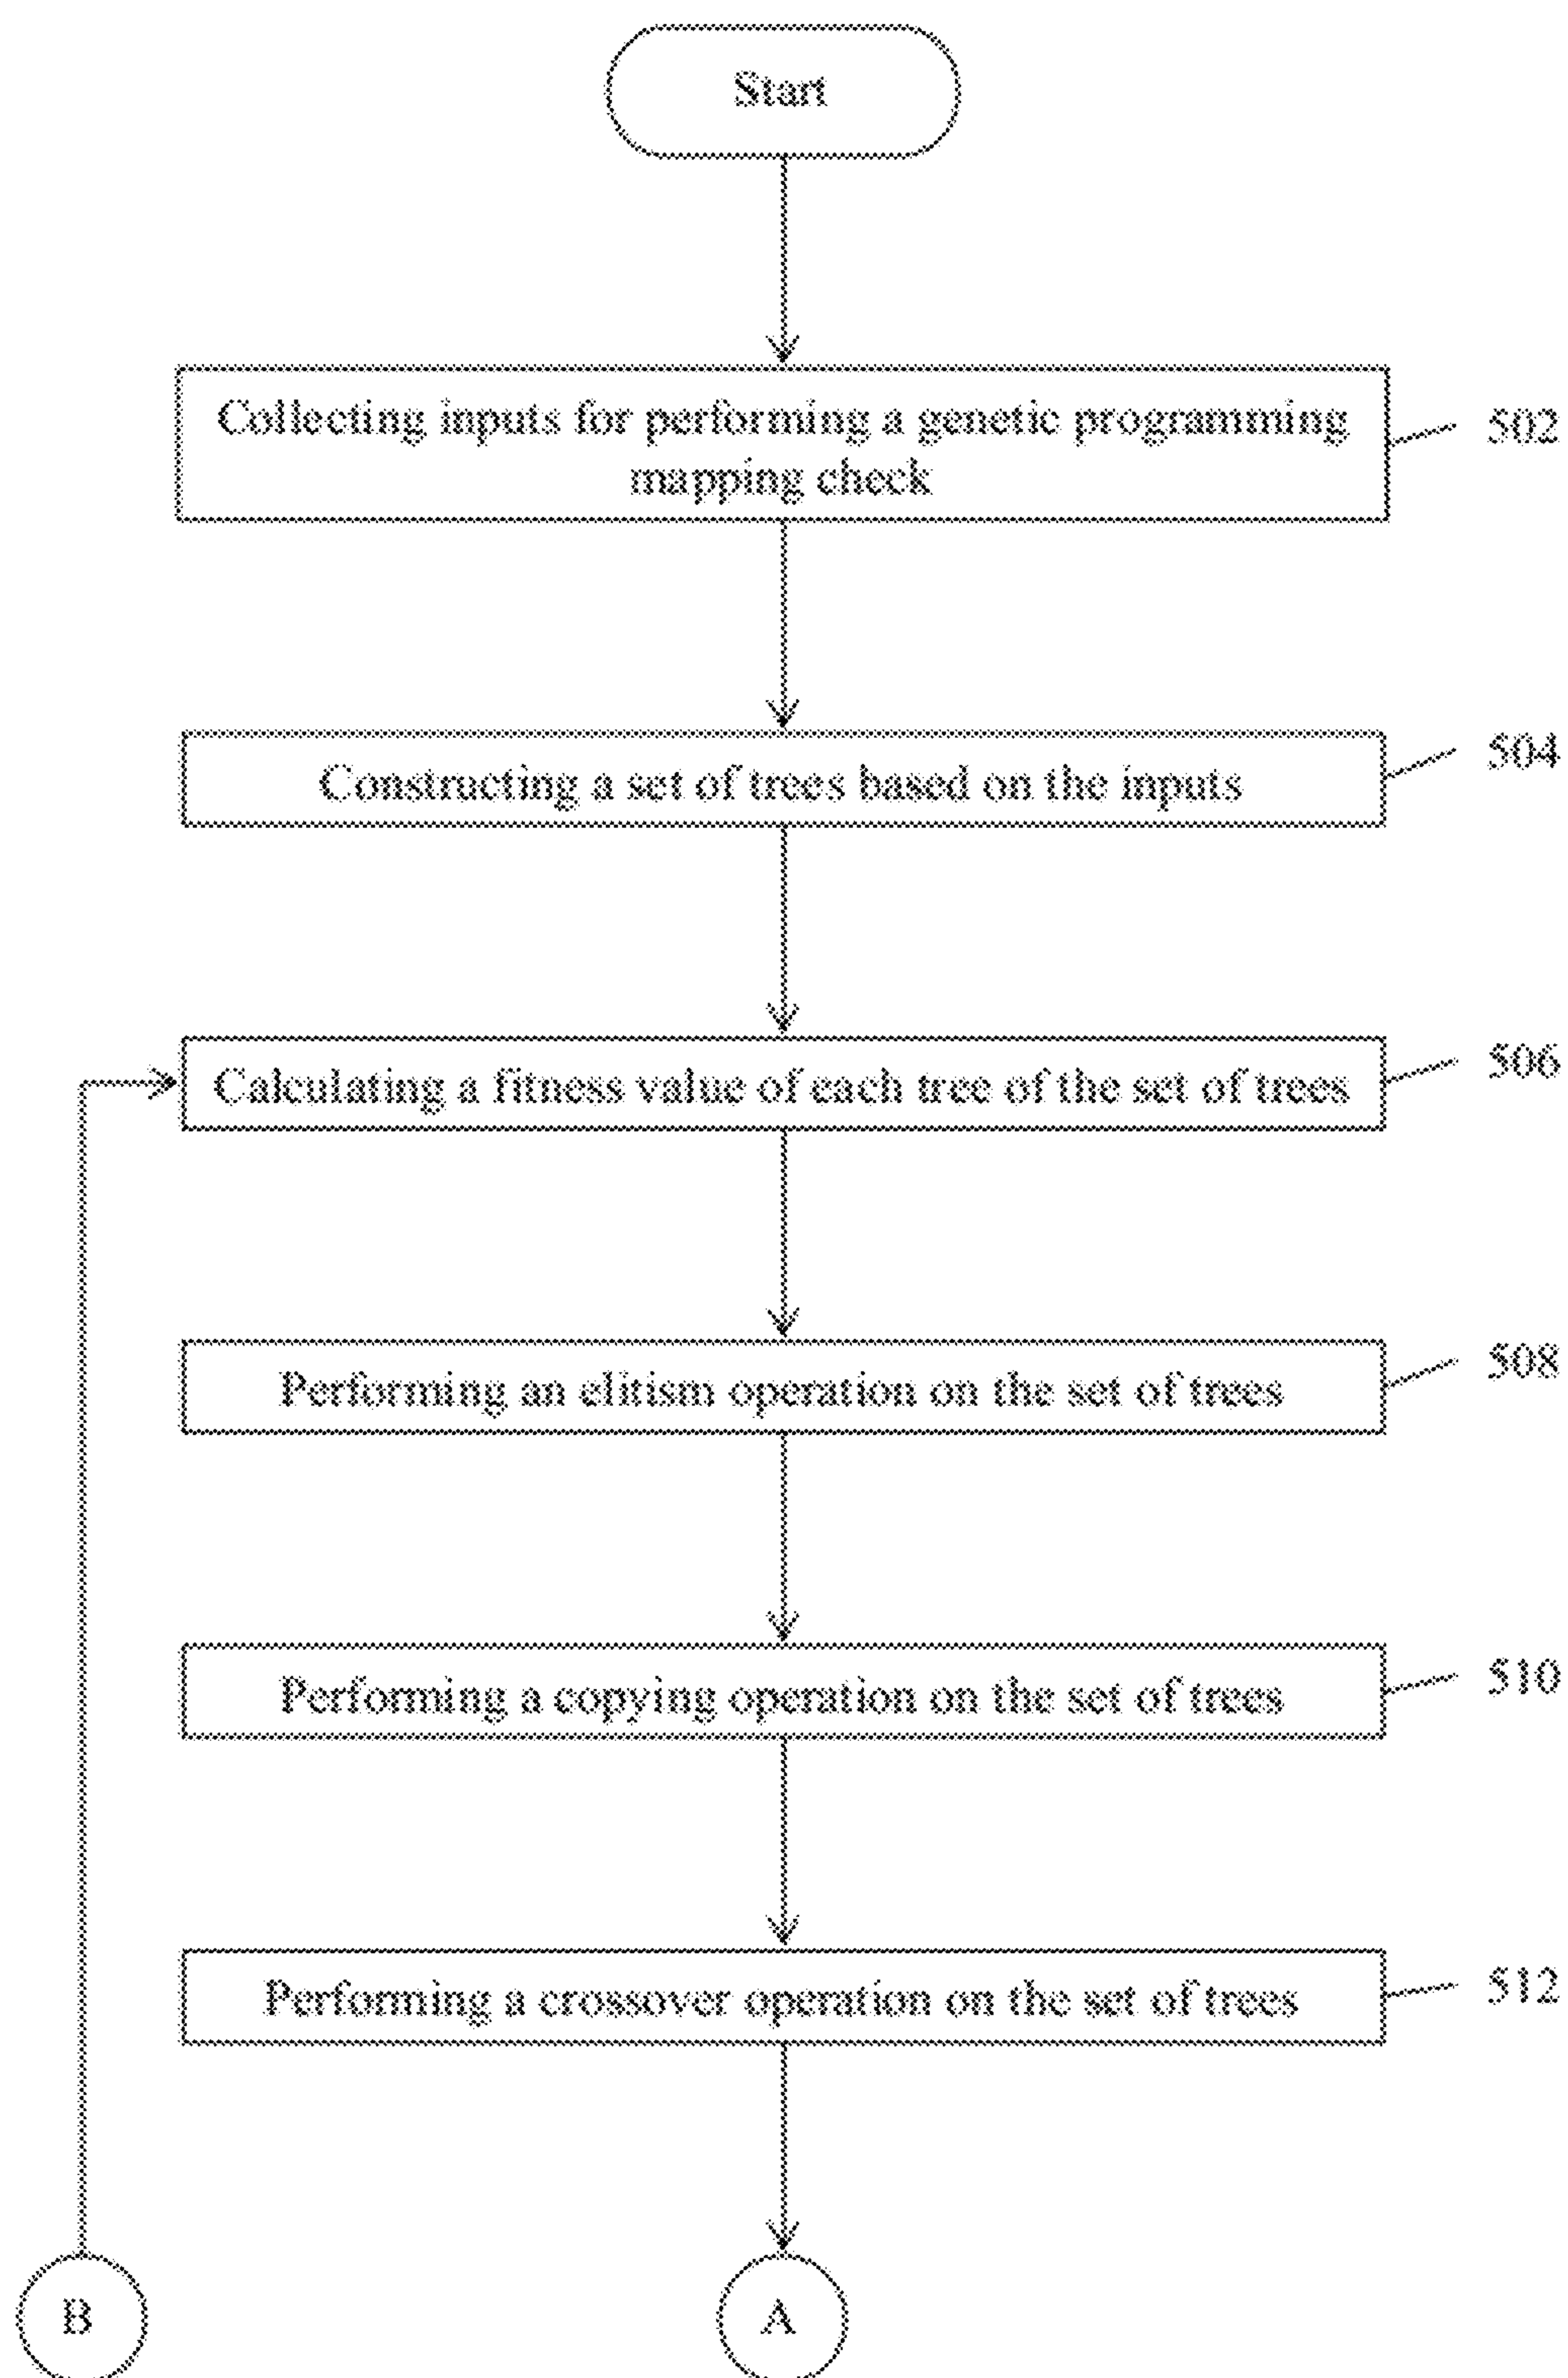 Start
Collecting inputs for performing a genetic programming
mapping check
502
Constructing a set of trees based on the inputs
504
Calculating a fitness value of each tree of the set of trees
506
Performing an elitism operation on the set of trees
508
Performing a copying operation on the set of trees
510
Performing a crossover operation on the set of trees
512
B
A